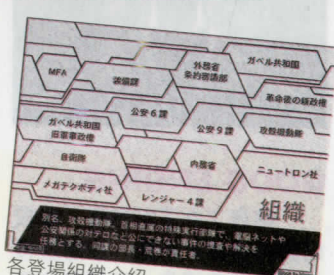 ガベル共和国
外務省
条約審議部
MFA
電脳課
革命後の新政権
公安6課
ガベル共和国
旧軍事政権
公安9課
攻殻機動隊
自衛隊
内務省
ニュートロン社
メガテクボディ社
レンジャー4課
組織
別名、攻殻機動隊。首相直属の特殊実行部隊で、電脳ネットや
公安関係の対テロなど公にできない事件の捜査や解決を
任務とする。同課の部長・荒巻が責任者。
各登場組織介紹